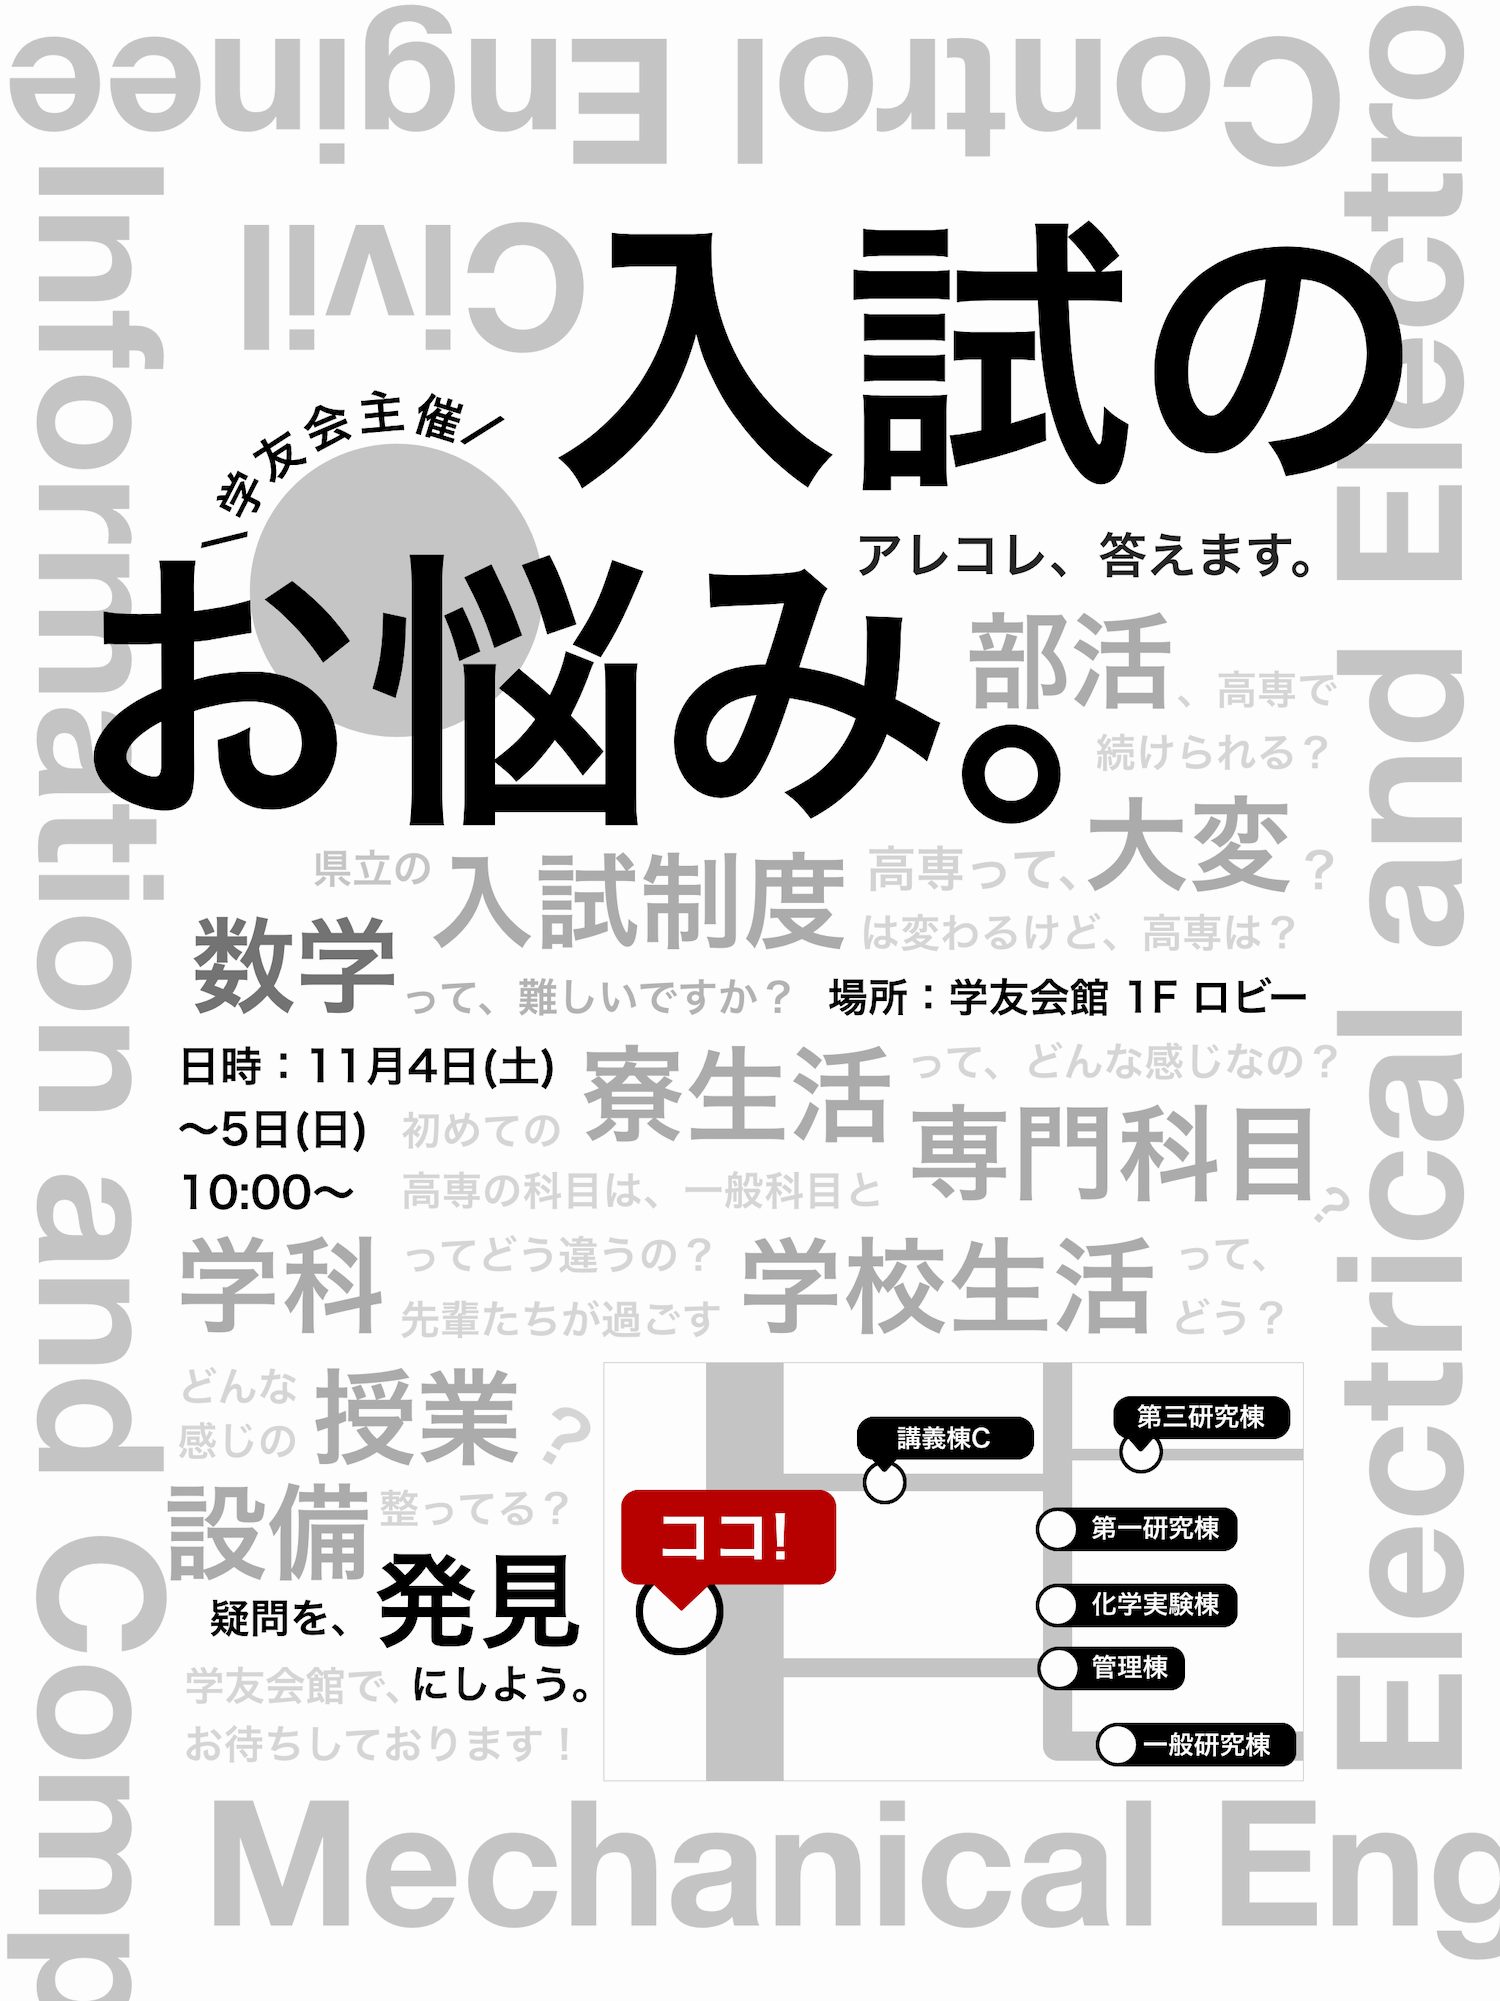 Control Enginee
Civil
Information and Comp
Electrical and Electro
Mechanical Eng
\学友会主催/
入試の
お悩み。
アレコレ、答えます。
部活、高専で
続けられる？
高専って、大変？
県立の入試制度
は変わるけど、高専は？
数学って、難しいですか？
場所：学友会館 1F ロビー
日時：11月4日(土)
〜5日(日)
10:00〜
初めての寮生活って、どんな感じなの？
高専の科目は、一般科目と専門科目?
学科ってどう違うの？
先輩たちが過ごす学校生活って、
どう？
どんな
感じの授業?
設備整ってる？
疑問を、発見
にしよう。
学友会館で、
お待ちしております！
講義棟C
第三研究棟
ココ!
第一研究棟
化学実験棟
管理棟
一般研究棟